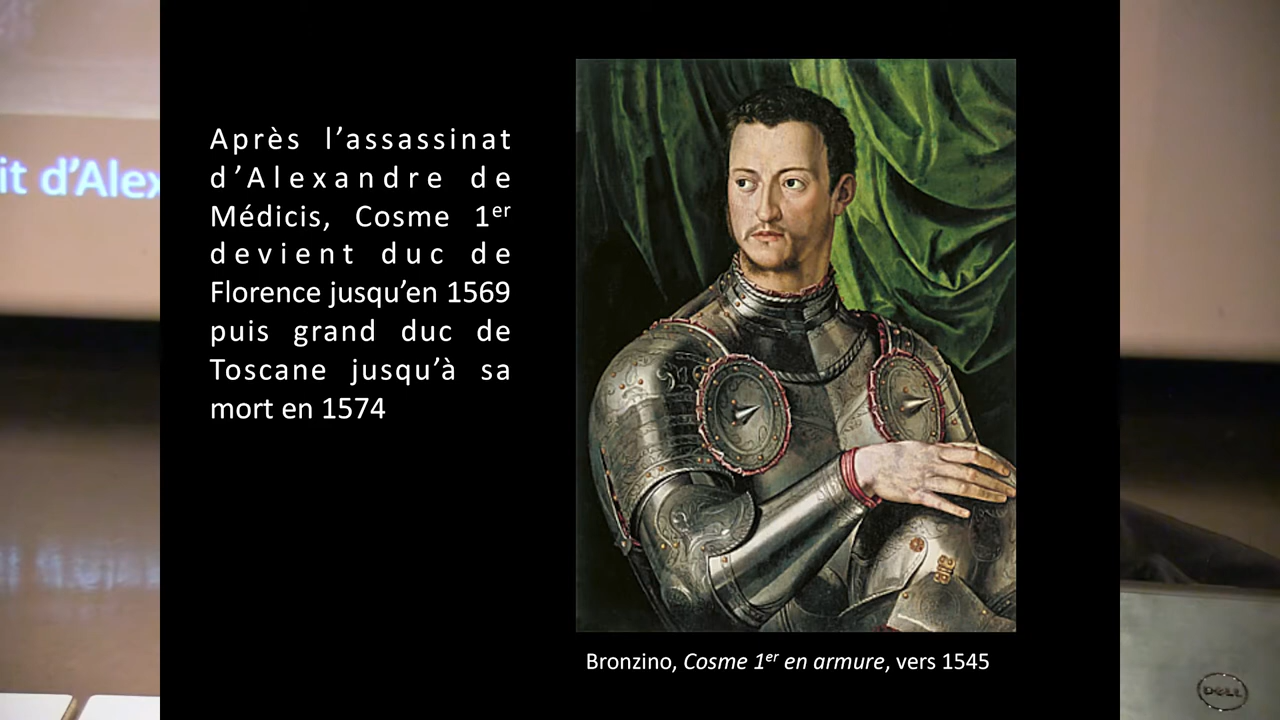 it d’Alex
Après l’assassinat
d’Alexandre de
Médicis, Cosme 1er
devient duc de
Florence jusqu’en 1569
puis grand duc de
Toscane jusqu’à sa
mort en 1574
Bronzino, Cosme 1er en armure, vers 1545
DELL